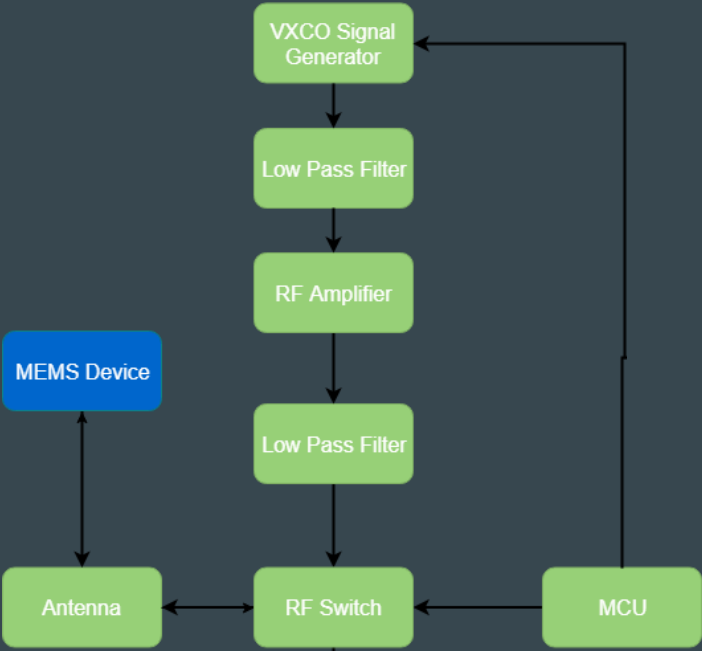 VXCO Signal
Generator
Low Pass Filter
RF Amplifier
MEMS Device
Low Pass Filter
Antenna
RF Switch
MCU